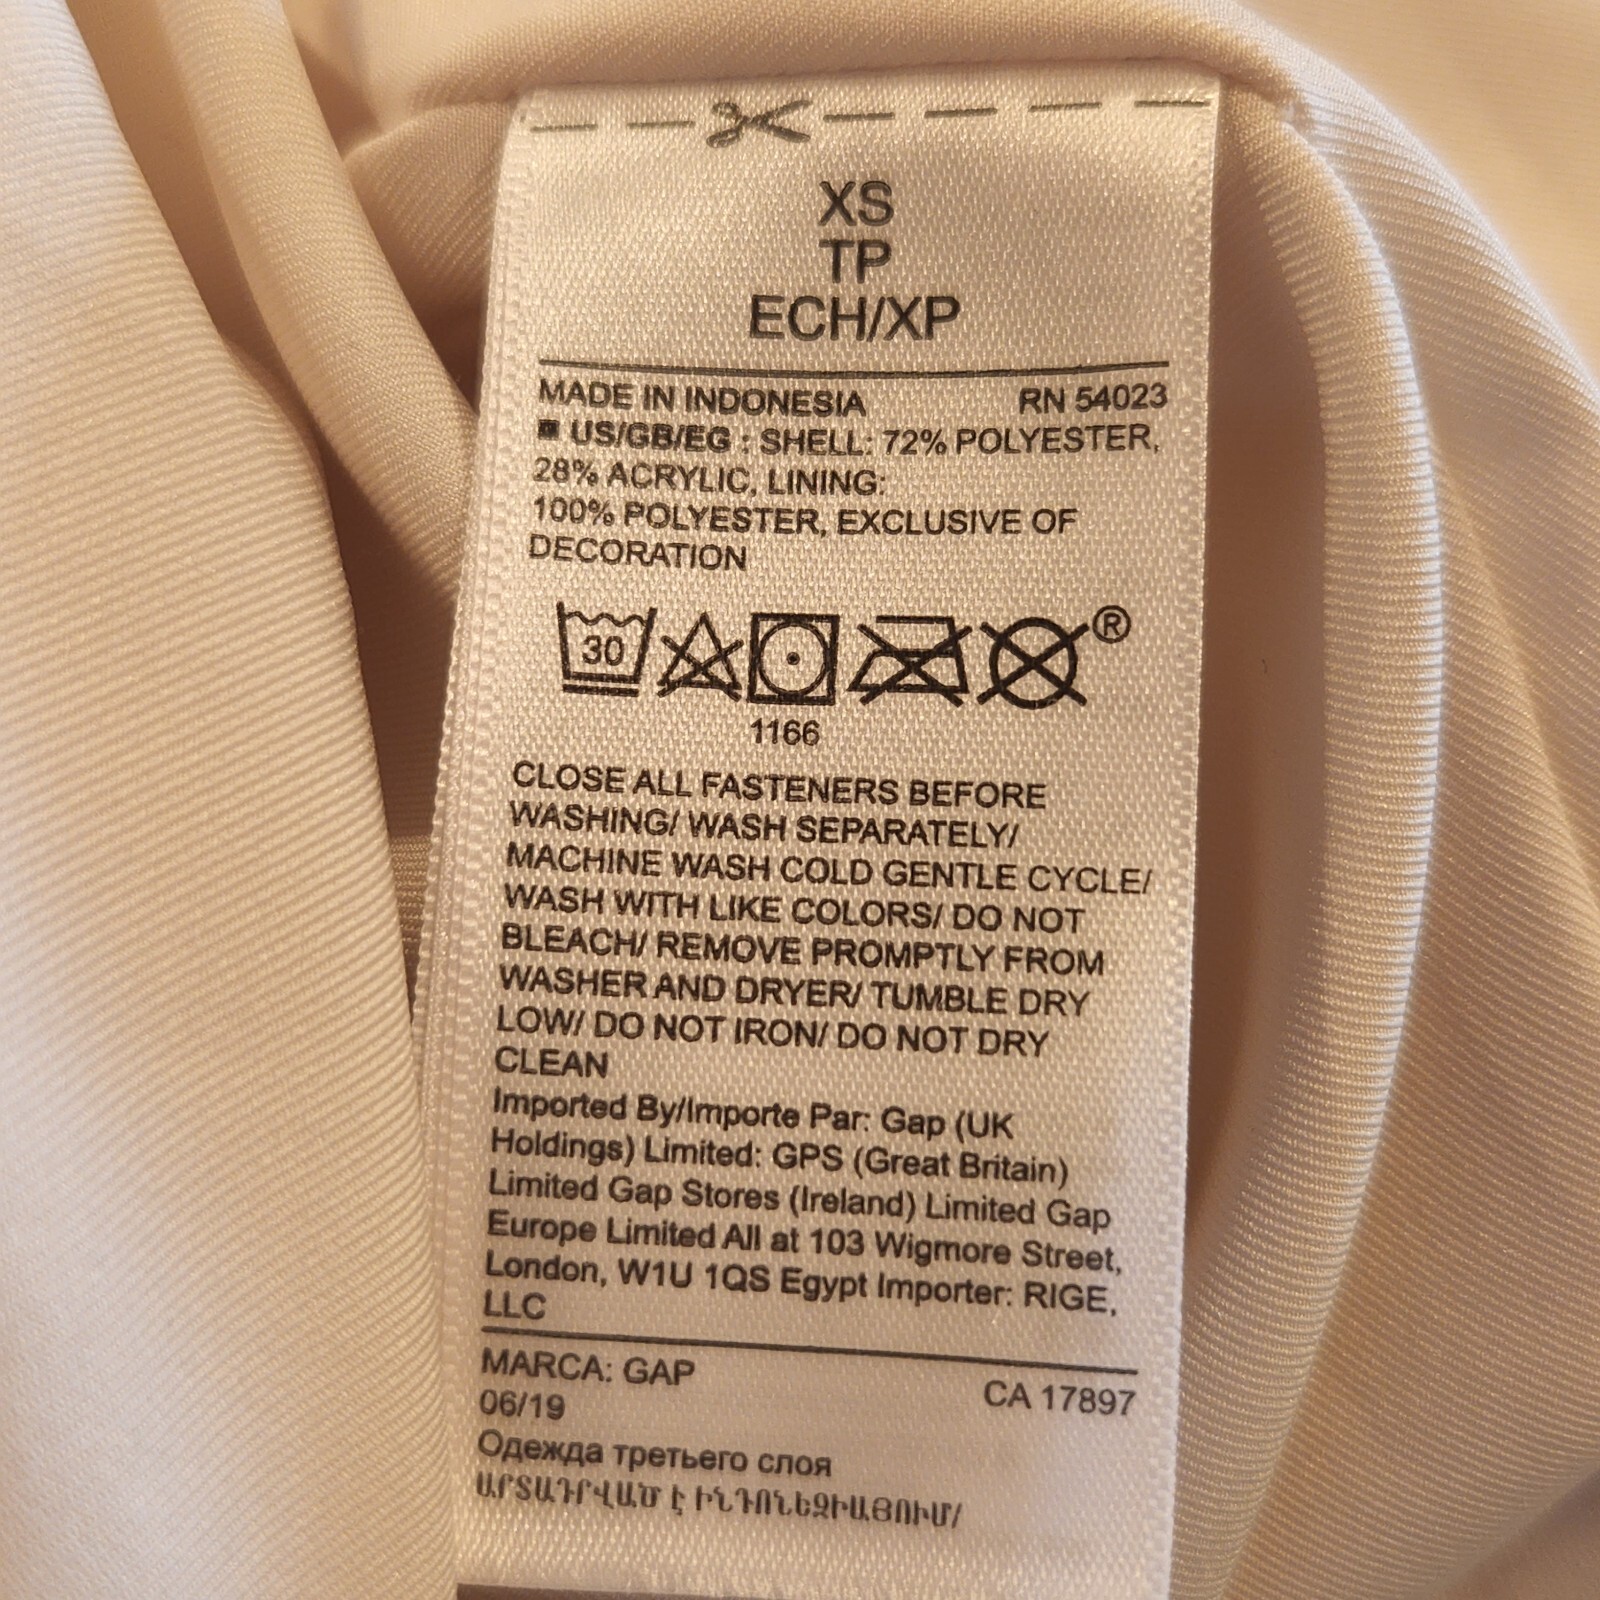 XS
TP
ECH/XP
MADE IN INDONESIA RN 54023
US/GB/EG : SHELL: 72% POLYESTER,
28% ACRYLIC, LINING:
100% POLYESTER, EXCLUSIVE OF
DECORATION
30 ®
1166
CLOSE ALL FASTENERS BEFORE
WASHING/ WASH SEPARATELY/
MACHINE WASH COLD GENTLE CYCLE/
WASH WITH LIKE COLORS/ DO NOT
BLEACH/ REMOVE PROMPTLY FROM
WASHER AND DRYER/ TUMBLE DRY
LOW/ DO NOT IRON/ DO NOT DRY
CLEAN
Imported By/Importe Par: Gap (UK
Holdings) Limited: GPS (Great Britain)
Limited Gap Stores (Ireland) Limited Gap
Europe Limited All at 103 Wigmore Street,
London, W1U 1QS Egypt Importer: RIGE,
LLC
MARCA: GAP CA 17897
06/19
Одежда третьего слоя
ԱՐՏԱԴՐՎԱԾ Է ԻՆԴՈՆԵԶԻԱՅՈՒՄ/